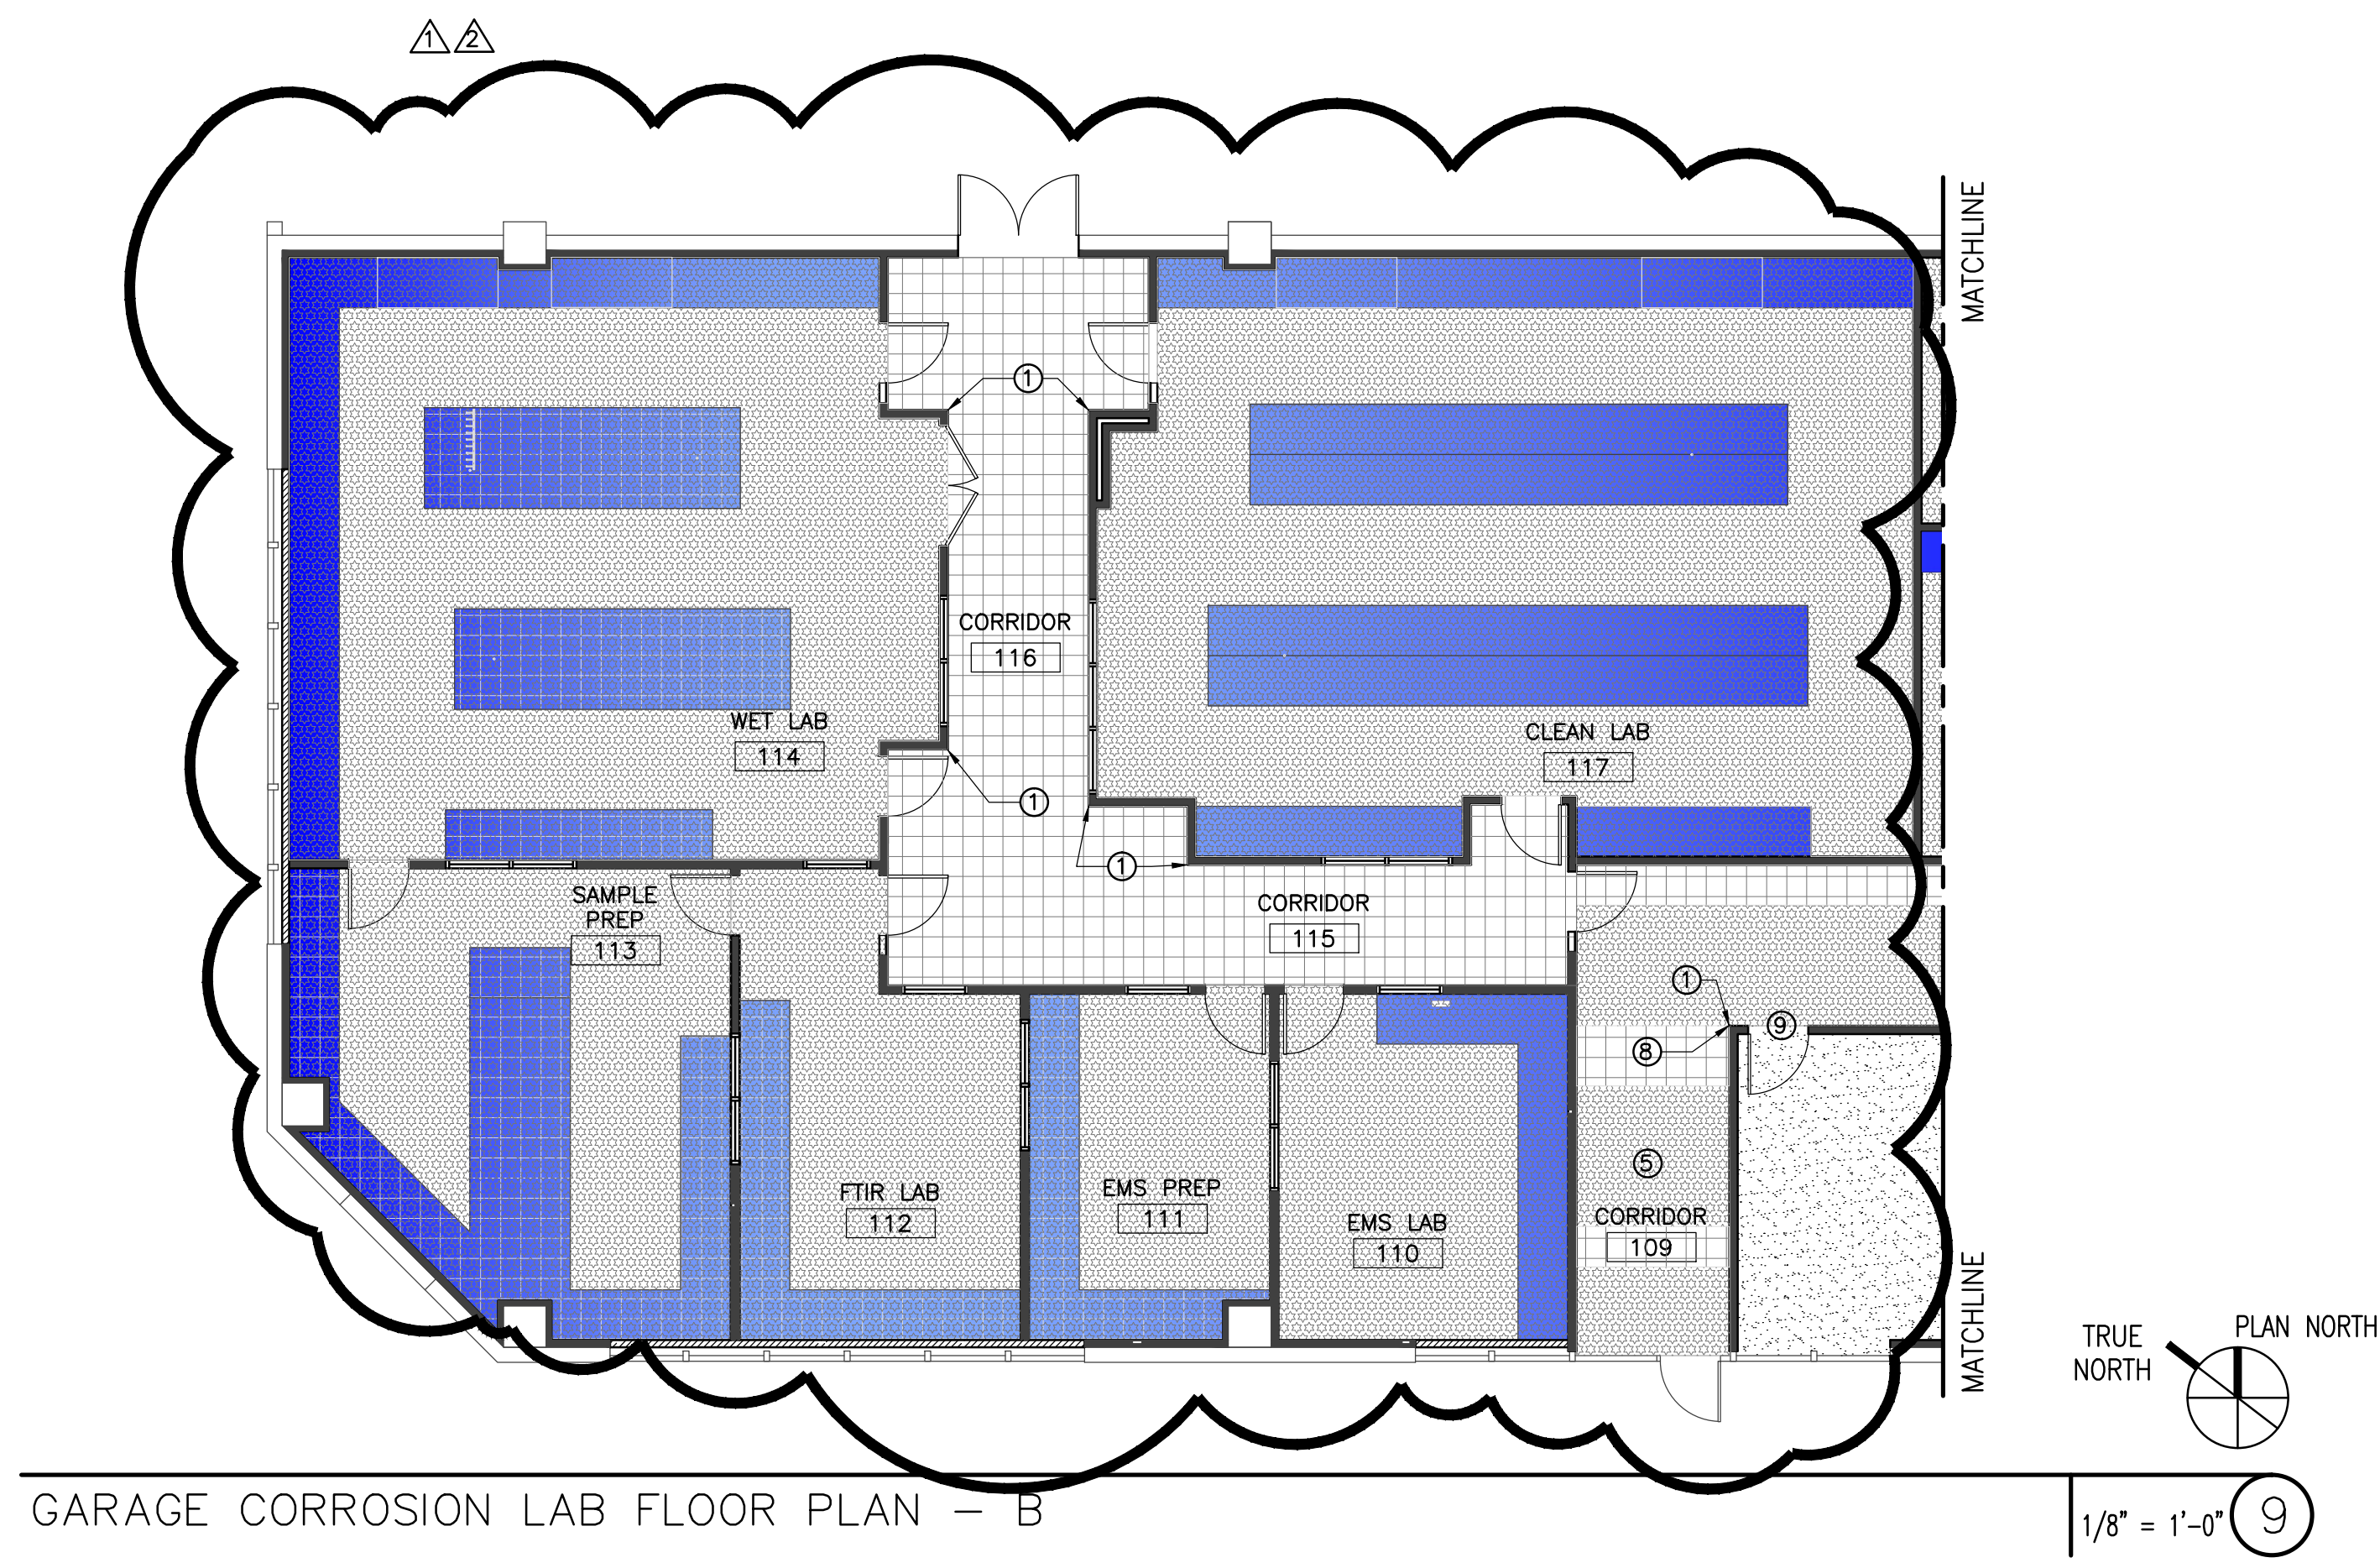 1 2
MATCHLINE
1
CORRIDOR
116
WET LAB
114
CLEAN LAB
117
1
1
SAMPLE
PREP
113
CORRIDOR
115
1
9
8
5
FTIR LAB
112
EMS PREP
111
EMS LAB
110
CORRIDOR
109
MATCHLINE
TRUE
NORTH
PLAN NORTH
GARAGE CORROSION LAB FLOOR PLAN - B
1/8" = 1'-0"
9